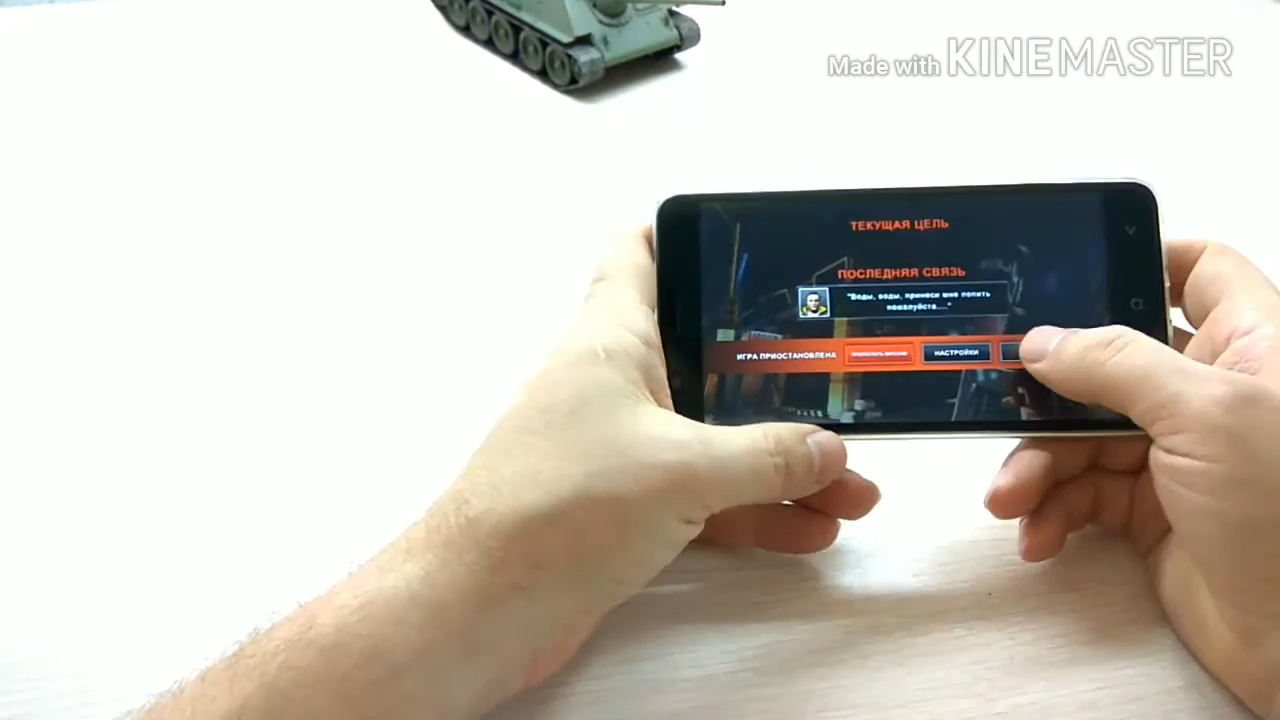 Made with KINEMASTER
ТЕКУЩАЯ ЦЕЛЬ
ПОСЛЕДНЯЯ СВЯЗЬ
"Воды, воды, принеси мне попить
пожалуйста...."
ИГРА ПРИОСТАНОВЛЕНА
НАСТРОЙКИ